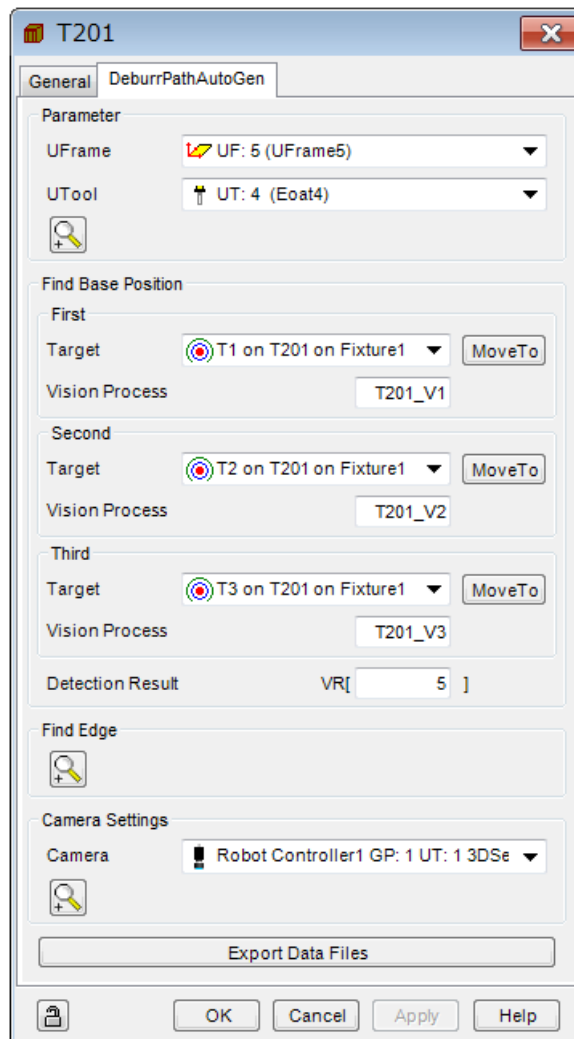 T201
General DeburrPathAutoGen
Parameter
UFrame UF: 5 (UFrame5)
UTool UT: 4 (Eoat4)
Find Base Position
First
Target T1 on T201 on Fixture1 MoveTo
Vision Process T201_V1
Second
Target T2 on T201 on Fixture1 MoveTo
Vision Process T201_V2
Third
Target T3 on T201 on Fixture1 MoveTo
Vision Process T201_V3
Detection Result VR[ 5 ]
Find Edge
Camera Settings
Camera Robot Controller1 GP: 1 UT: 1 3DSe
Export Data Files
OK Cancel Apply Help